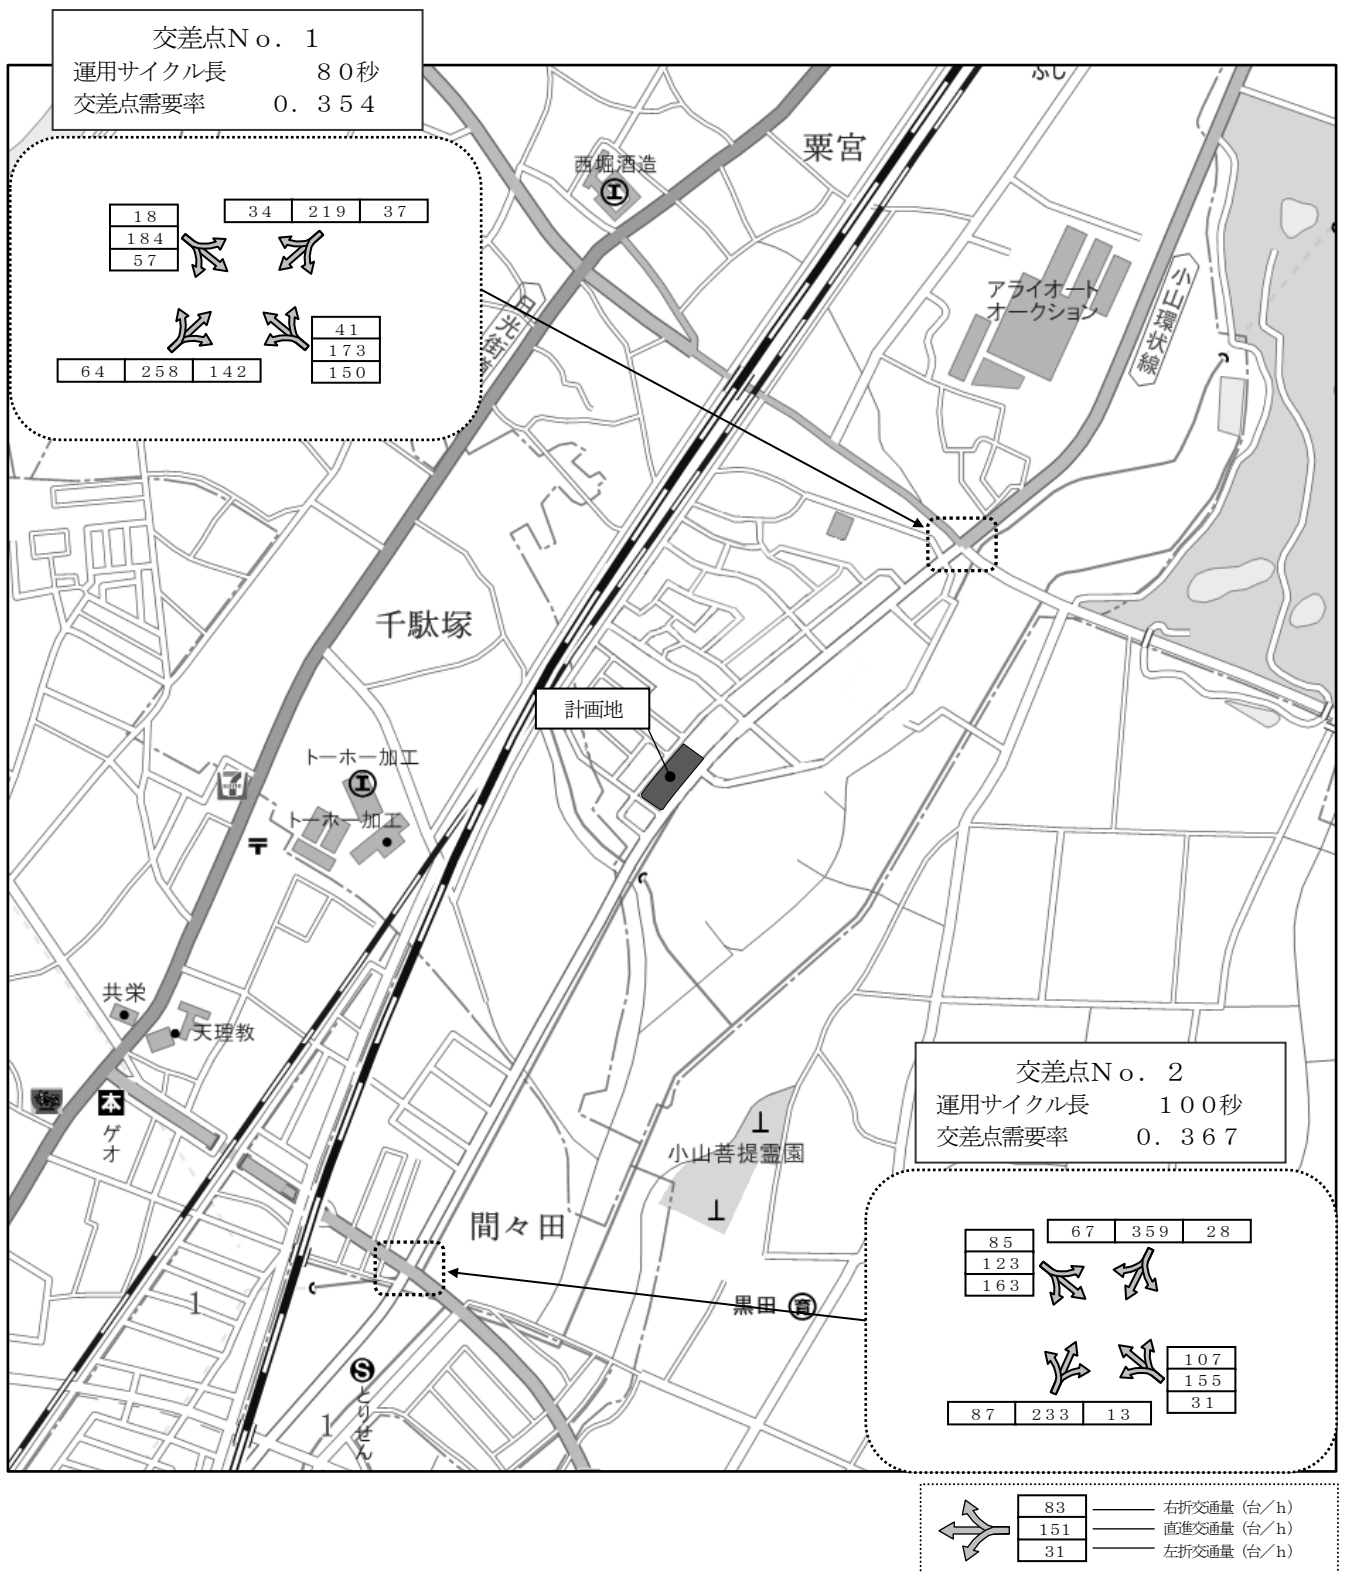 交差点No. 1
運用サイクル長 80秒
交差点需要率 0.354
ふし
粟宮
西堀酒造
工
18
184
57
34 219 37
41
173
150
64 258 142
アライオート
オークション
小山環状線
日光街道
千駄塚
計画地
トーホー加工
工
トーホー加工
〒
共栄
天理教
本
ゲオ
交差点No. 2
運用サイクル長 100秒
交差点需要率 0.367
小山菩提霊園
間々田
67 359 28
85
123
163
1
黒田
育
S
とりせん
1
107
155
31
87 233 13
83 右折交通量(台/h)
151 直進交通量(台/h)
31 左折交通量(台/h)